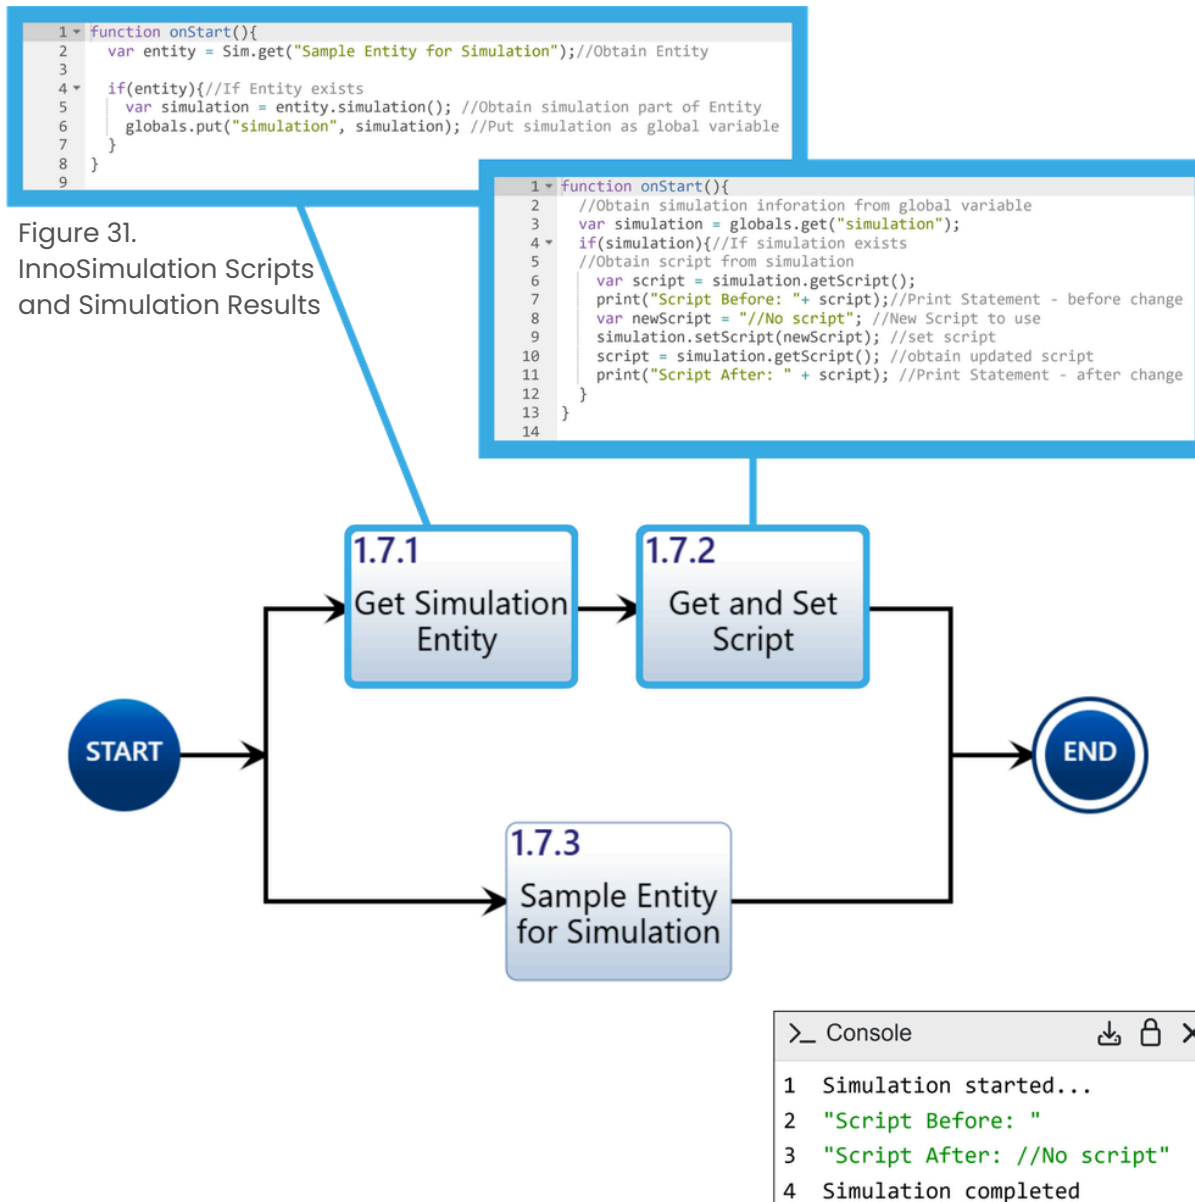 1 function onStart(){
2 var entity = Sim.get("Sample Entity for Simulation");//Obtain Entity
3
4 if(entity){//If Entity exists
5 var simulation = entity.simulation(); //Obtain simulation part of Entity
6 globals.put("simulation", simulation); //Put simulation as global variable
7 }
8 }
9
1 function onStart(){
2 //Obtain simulation inforation from global variable
3 var simulation = globals.get("simulation");
4 if(simulation){//If simulation exists
5 //Obtain script from simulation
6 var script = simulation.getScript();
7 print("Script Before: "+ script);//Print Statement - before change
8 var newScript = "//No script"; //New Script to use
9 simulation.setScript(newScript); //set script
10 script = simulation.getScript(); //obtain updated script
11 print("Script After: " + script); //Print Statement - after change
12 }
13 }
14
Figure 31.
InnoSimulation Scripts
and Simulation Results
1.7.1
Get Simulation
Entity
1.7.2
Get and Set
Script
START
END
1.7.3
Sample Entity
for Simulation
>_ Console
1 Simulation started...
2 "Script Before: "
3 "Script After: //No script"
4 Simulation completed